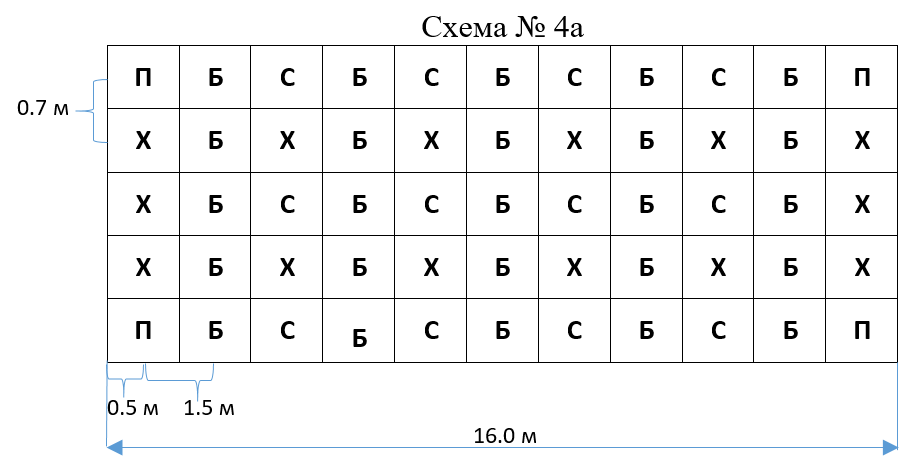 Схема № 4а
П Б С Б С Б С Б С Б П
0.7 м
Х Б Х Б Х Б Х Б Х Б Х
Х Б С Б С Б С Б С Б Х
Х Б Х Б Х Б Х Б Х Б Х
П Б С Б С Б С Б С Б П
0.5 м 1.5 м
16.0 м